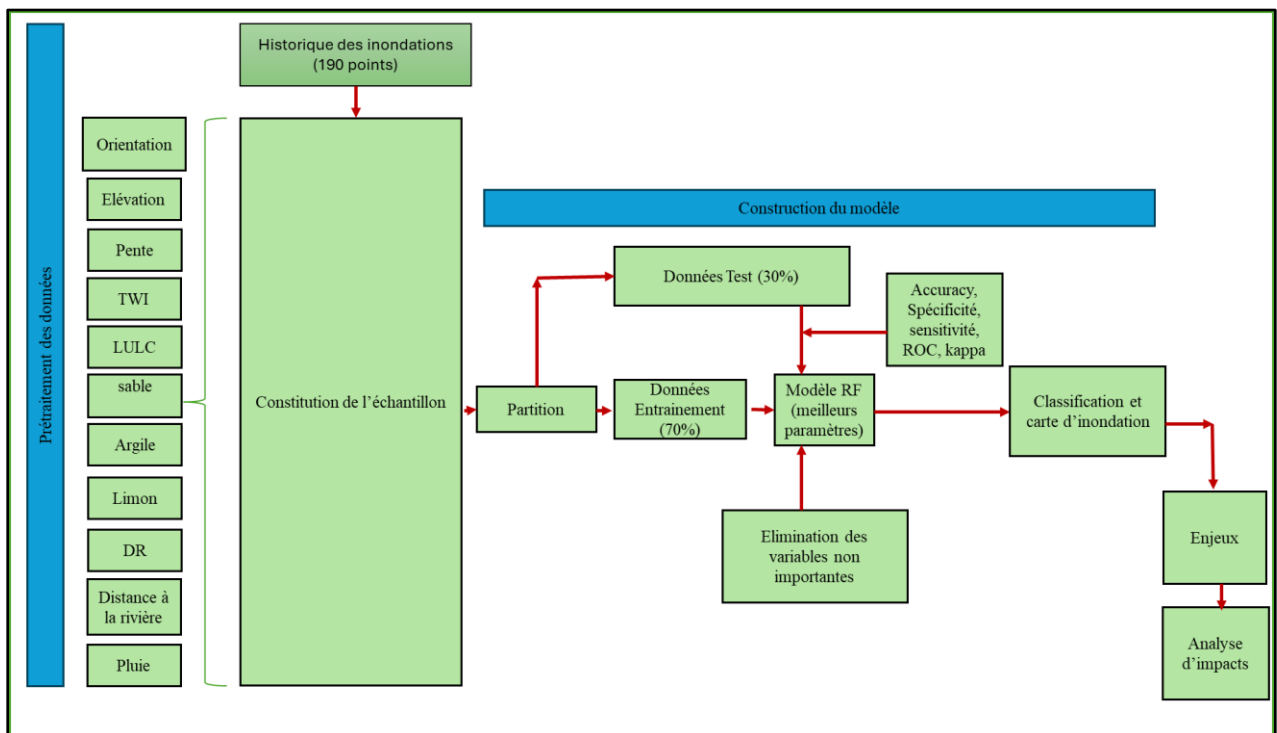 Historique des inondations
(190 points)
Prétraitement des données
Orientation
Elévation
Pente
TWI
LULC
sable
Argile
Limon
DR
Distance à
la rivière
Pluie
Constitution de l’échantillon
Construction du modèle
Partition
Données Test (30%)
Données
Entrainement
(70%)
Accuracy,
Spécificité,
sensitivité,
ROC, kappa
Modèle RF
(meilleurs
paramètres)
Elimination des
variables non
importantes
Classification et
carte d’inondation
Enjeux
Analyse
d’impacts